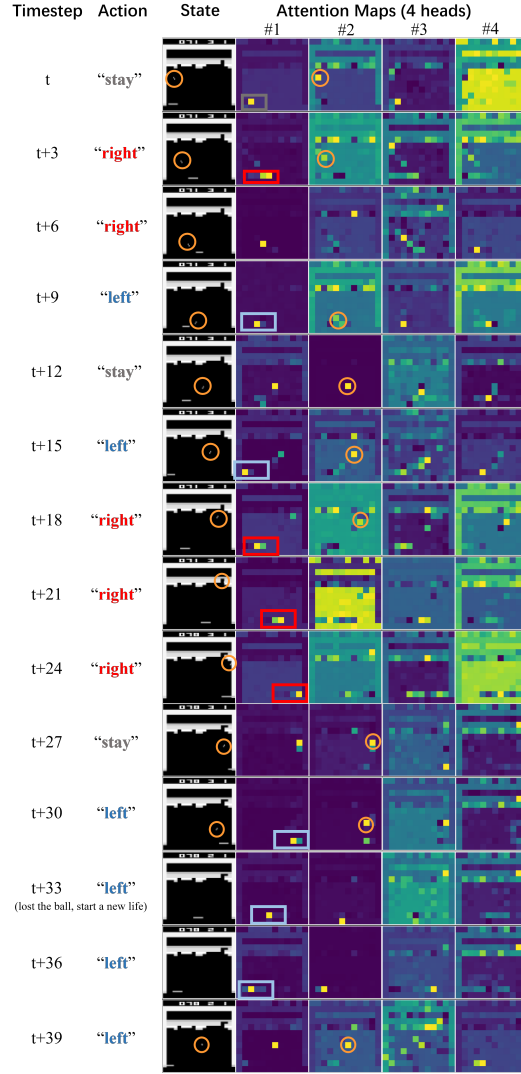 Timestep Action State Attention Maps (4 heads)
#1 #2 #3 #4
t "stay"
t+3 "right"
t+6 "right"
t+9 "left"
t+12 "stay"
t+15 "left"
t+18 "right"
t+21 "right"
t+24 "right"
t+27 "stay"
t+30 "left"
t+33 "left"
(lost the ball, start a new life)
t+36 "left"
t+39 "left"